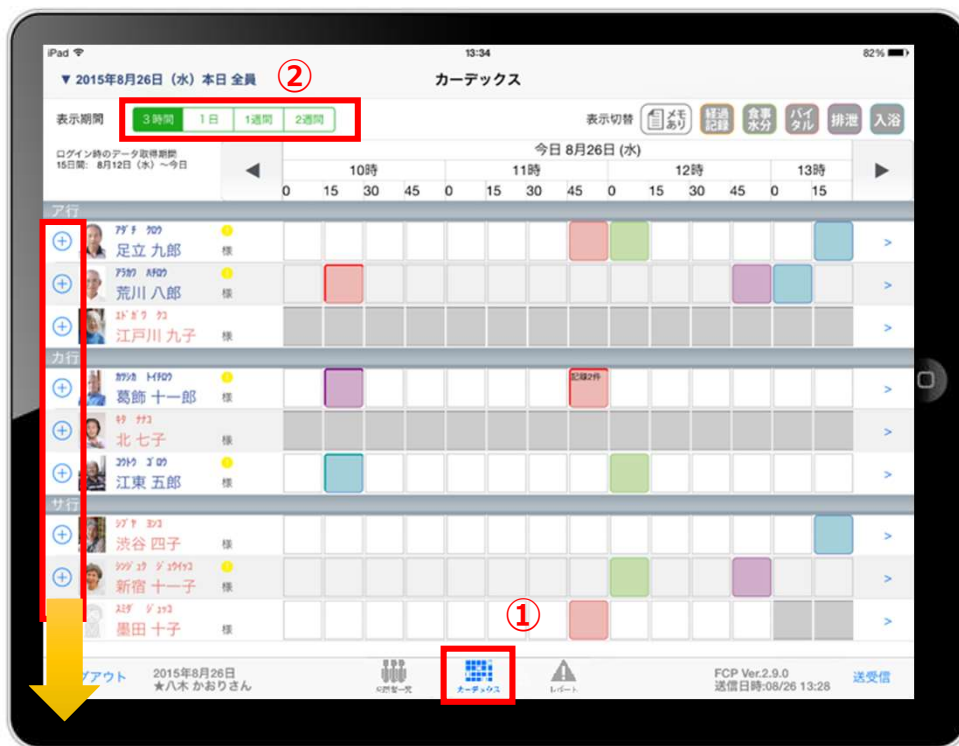 iPad 13:34 82%
▼ 2015年8月26日（水）本日 全員 ② カーデックス
表示期間 3時間 1日 1週間 2週間 表示切替 メモあり 経過記録 食事水分 バイタル 排泄 入浴
ログイン時のデータ取得期間
15日間: 8月12日（水）～今日
◀ 今日 8月26日 (水) ▶
10時 11時 12時 13時
0 15 30 45 0 15 30 45 0 15 30 45 0 15
ア行
ｱﾀﾞﾁ ｸﾛｳ
足立 九郎 様 >
ｱﾗｶﾜ ﾊﾁﾛｳ
荒川 八郎 様 >
ｴﾄﾞｶﾞﾜ ｸｺ
江戸川 九子 様 >
カ行
ｶﾂｼｶ ﾄｲﾁﾛｳ 記録2件
葛飾 十一郎 様 >
ｷﾀ ﾅﾅｺ
北 七子 様 >
ｺｳﾄｳ ｺﾞﾛｳ
江東 五郎 様 >
サ行
ｼﾌﾞﾔ ﾖﾝｺ
渋谷 四子 様 >
ｼﾝｼﾞｭｸ ｼﾞｭｳｲﾁｺ
新宿 十一子 様 >
ｽﾐﾀﾞ ｼﾞｭｯｺ
墨田 十子 様 >
①
グアウト 2015年8月26日 FCP Ver.2.9.0 送受信
★八木 かおりさん カーデックス レポート 送信日時:08/26 13:28